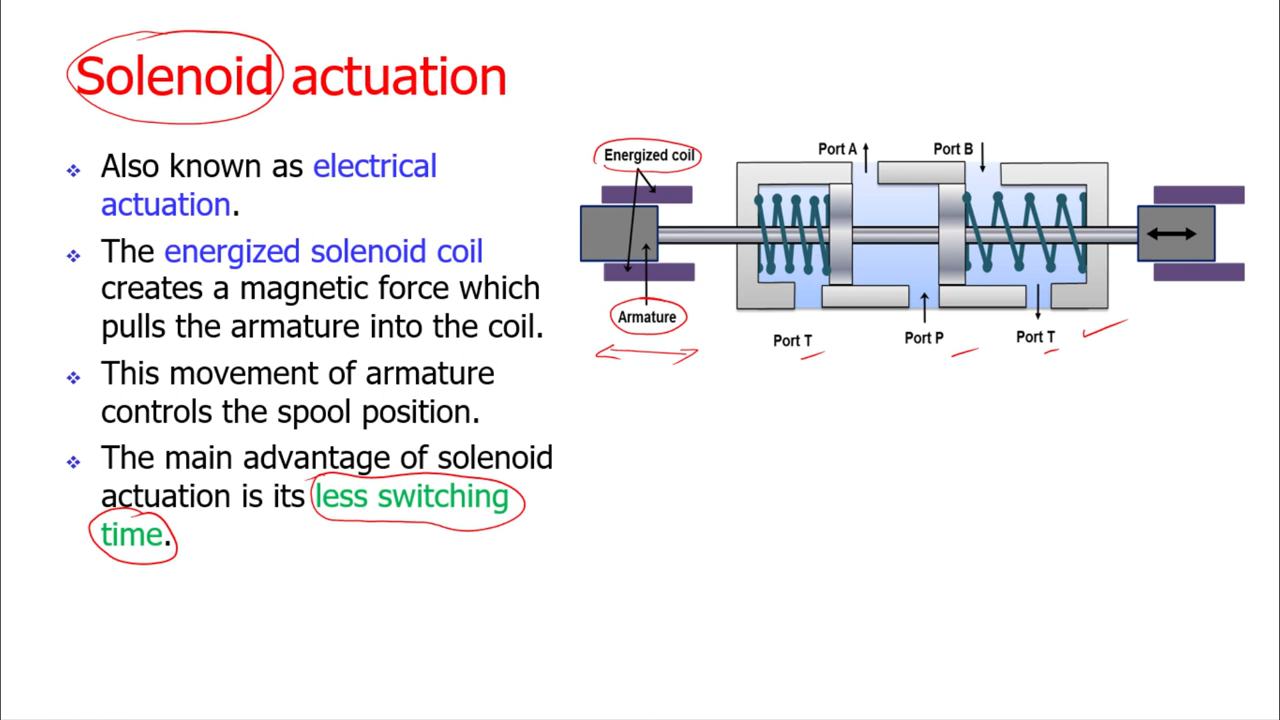 Solenoid actuation
Also known as electrical
actuation.
The energized solenoid coil
creates a magnetic force which
pulls the armature into the coil.
This movement of armature
controls the spool position.
The main advantage of solenoid
actuation is its less switching
time.
Energized coil
Port A
Port B
Armature
Port T
Port P
Port T